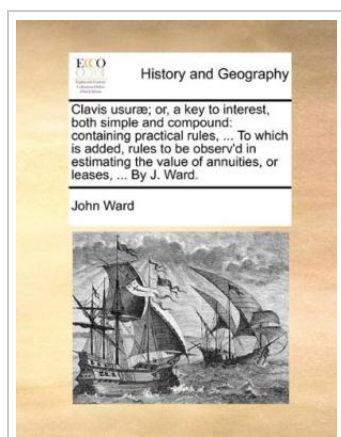 ECCO
History and Geography
Clavis usuræ; or, a key to interest,
both simple and compound:
containing practical rules, ... To which
is added, rules to be observ'd in
estimating the value of annuities, or
leases, ... By J. Ward.
John Ward